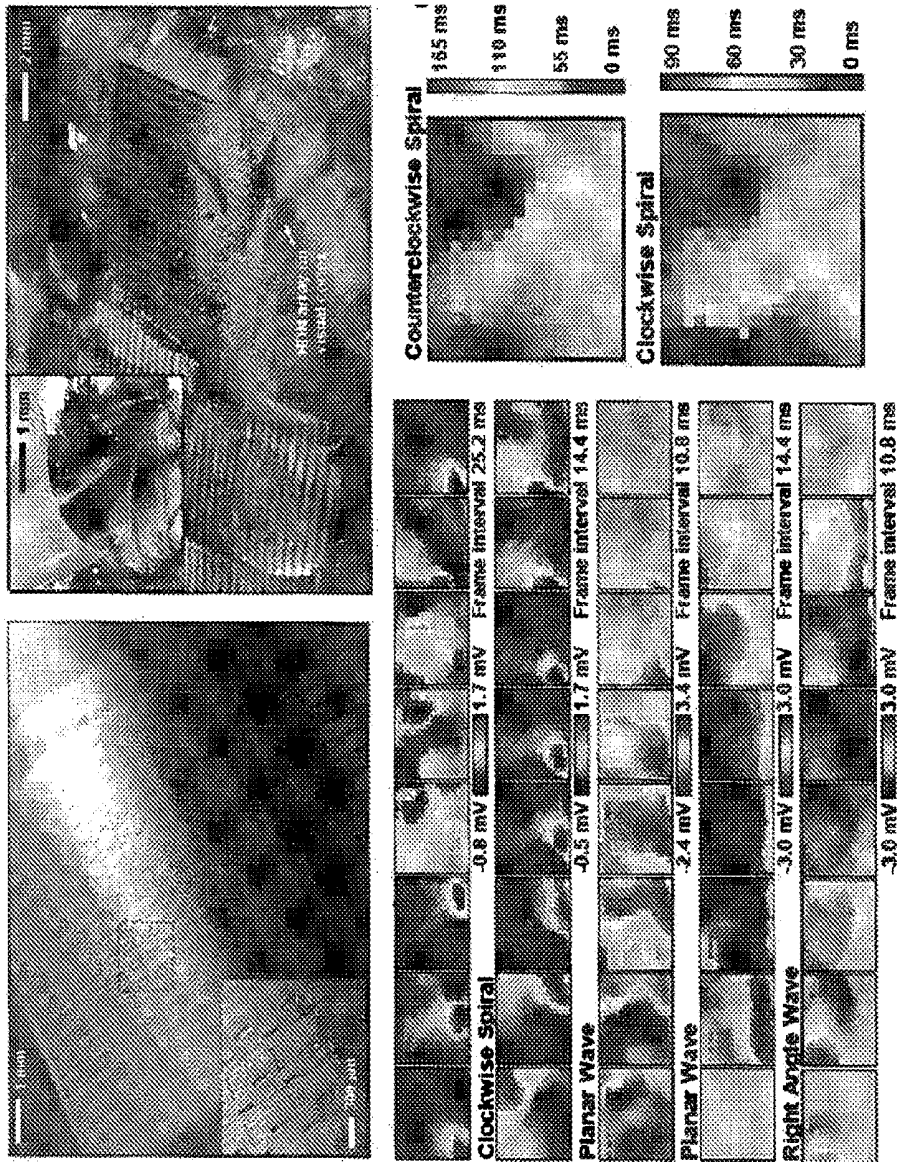 1 mm
2 mm
Counterclockwise Spiral
165 ms
110 ms
55 ms
0 ms
Clockwise Spiral
90 ms
60 ms
30 ms
0 ms
-0.8 mV 1.7 mV Frame interval 25.2 ms
Clockwise Spiral
-0.5 mV 1.7 mV Frame interval 14.4 ms
Planar Wave
-2.4 mV 3.4 mV Frame interval 10.8 ms
Planar Wave
-3.0 mV 3.0 mV Frame interval 14.4 ms
Right Angle Wave
-3.0 mV 3.0 mV Frame interval 10.8 ms